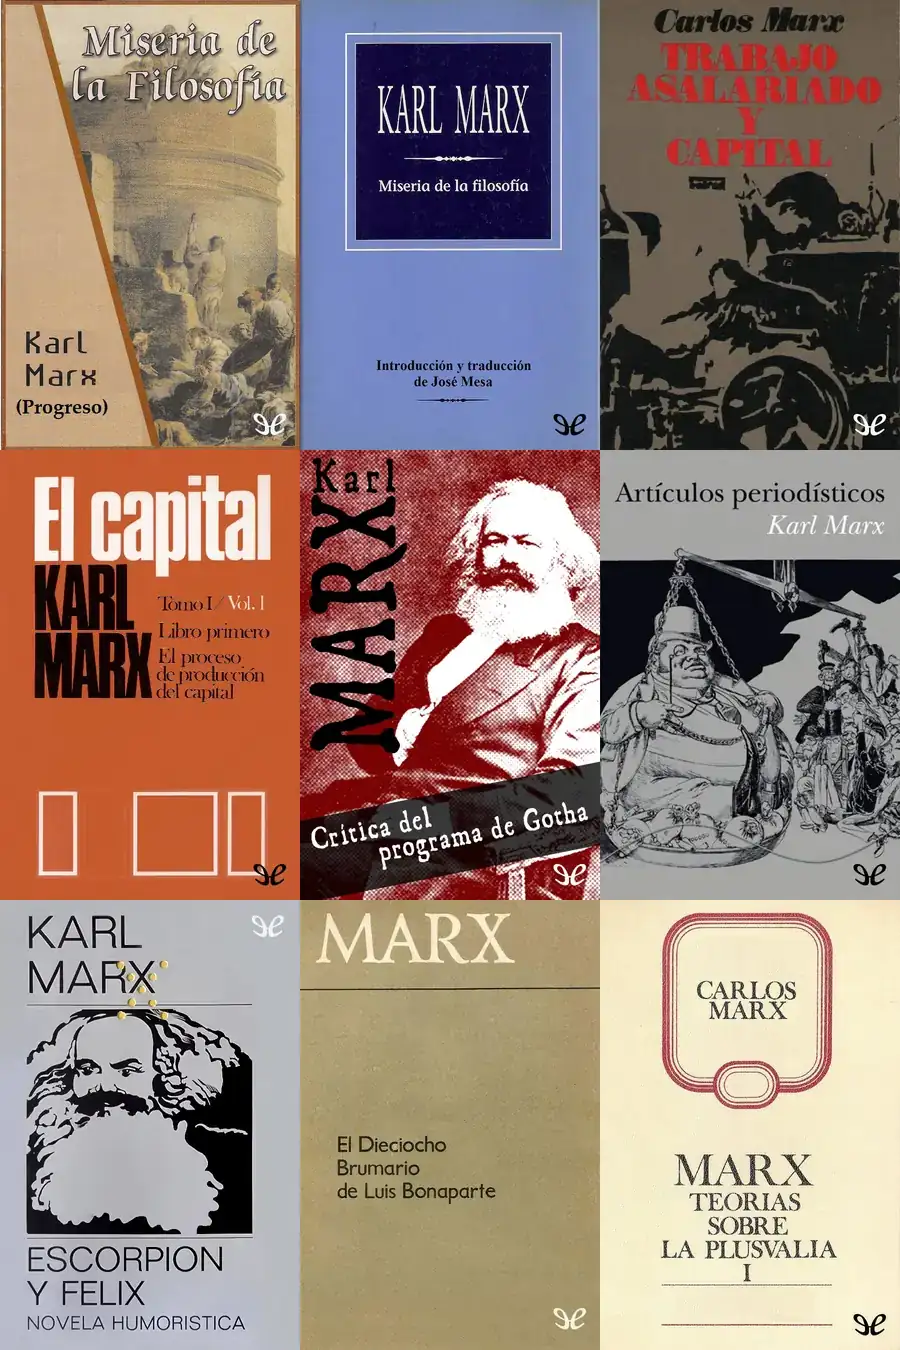 Miseria de
la Filosofía
Karl
Marx
(Progreso)
KARL MARX
Miseria de la filosofía
Introducción y traducción
de José Mesa
Carlos Marx
TRABAJO
ASALARIADO
Y
CAPITAL
El capital
KARL
MARX
Tomo I / Vol. 1
Libro primero
El proceso
de producción
del capital
Karl
MARX
Crítica del
programa de Gotha
Artículos periodísticos
Karl Marx
KARL
MARX
ESCORPION
Y FELIX
NOVELA HUMORISTICA
MARX
El Dieciocho
Brumario
de Luis Bonaparte
CARLOS
MARX
MARX
TEORIAS
SOBRE
LA PLUSVALIA
I